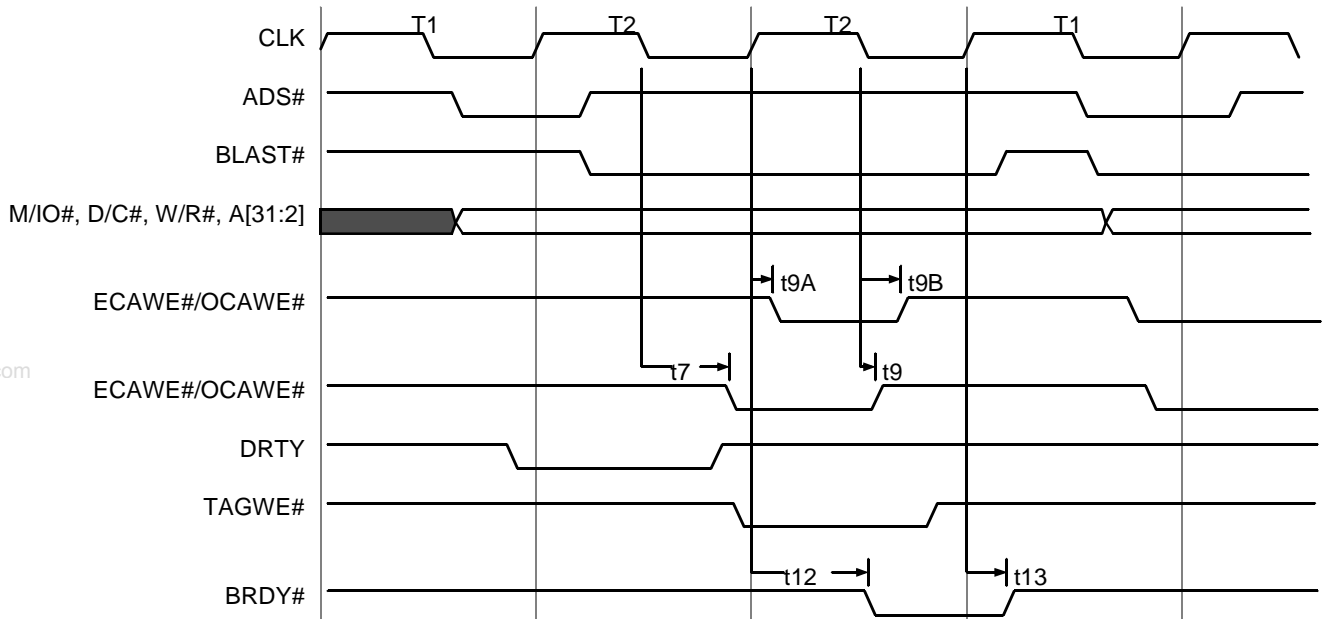 T1 T2 T2 T1
CLK
ADS#
BLAST#
M/IO#, D/C#, W/R#, A[31:2]
t9A t9B
ECAWE#/OCAWE#
com
t7 t9
ECAWE#/OCAWE#
DRTY
TAGWE#
t12 t13
BRDY#